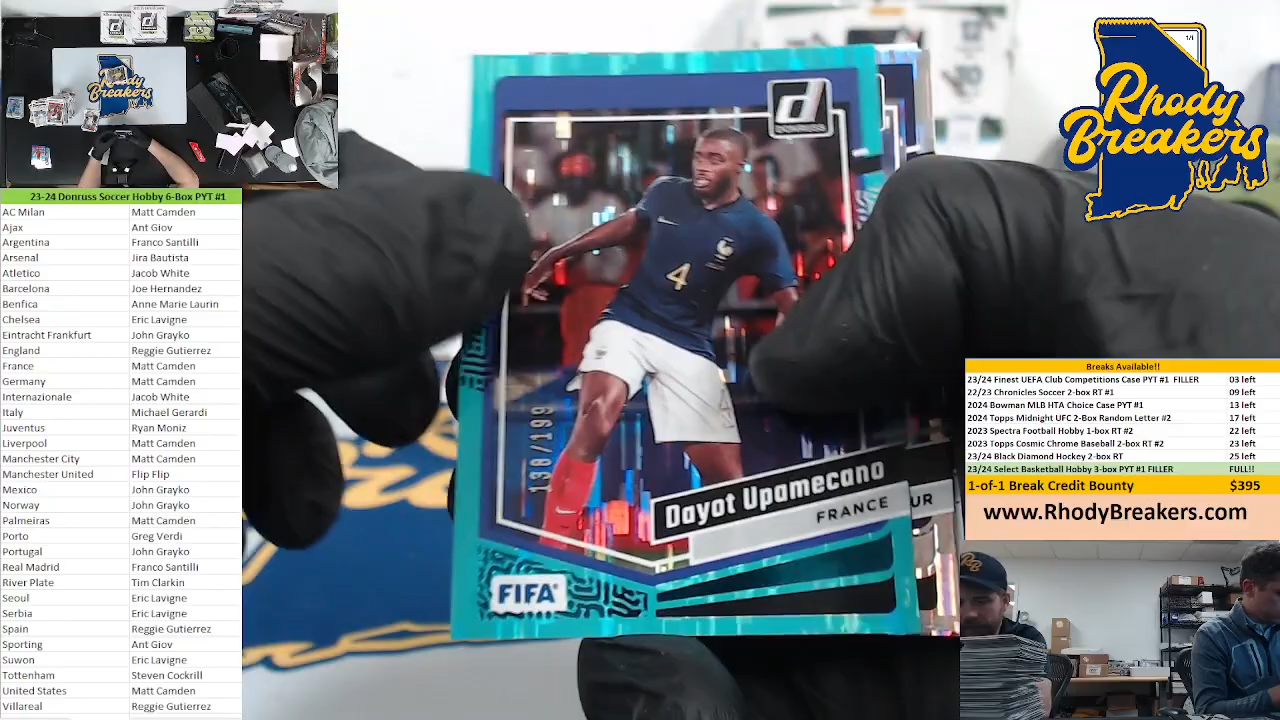 Rhody
Breakers
23-24 Donruss Soccer Hobby 6-Box PYT #1
AC Milan Matt Camden
Ajax Ant Giov
Argentina Franco Santilli
Arsenal Jira Bautista
Atletico Jacob White
Barcelona Joe Hernandez
Benfica Anne Marie Laurin
Chelsea Eric Lavigne
Eintracht Frankfurt John Grayko
England Reggie Gutierrez
France Matt Camden
Germany Matt Camden
Internazionale Jacob White
Italy Michael Gerardi
Juventus Ryan Moniz
Liverpool Matt Camden
Manchester City Matt Camden
Manchester United Flip Flip
Mexico John Grayko
Norway John Grayko
Palmeiras Matt Camden
Porto Greg Verdi
Portugal John Grayko
Real Madrid Franco Santilli
River Plate Tim Clarkin
Seoul Eric Lavigne
Serbia Eric Lavigne
Spain Reggie Gutierrez
Sporting Ant Giov
Suwon Eric Lavigne
Tottenham Steven Cockrill
United States Matt Camden
Villareal Reggie Gutierrez
d
DONRUSS
4
138/199
Dayot Upamecano
FRANCE
UR
FIFA
1/1
Rhody
Breakers
Breaks Available!!
23/24 Finest UEFA Club Competitions Case PYT #1 FILLER 03 left
22/23 Chronicles Soccer 2-box RT #1 09 left
2024 Bowman MLB HTA Choice Case PYT #1 13 left
2024 Topps Midnight UFC 2-Box Random Letter #2 17 left
2023 Spectra Football Hobby 1-box RT #2 22 left
2023 Topps Cosmic Chrome Baseball 2-box RT #2 23 left
23/24 Black Diamond Hockey 2-box RT 25 left
23/24 Select Basketball Hobby 3-box PYT #1 FILLER FULL!!
1-of-1 Break Credit Bounty $395
www.RhodyBreakers.com